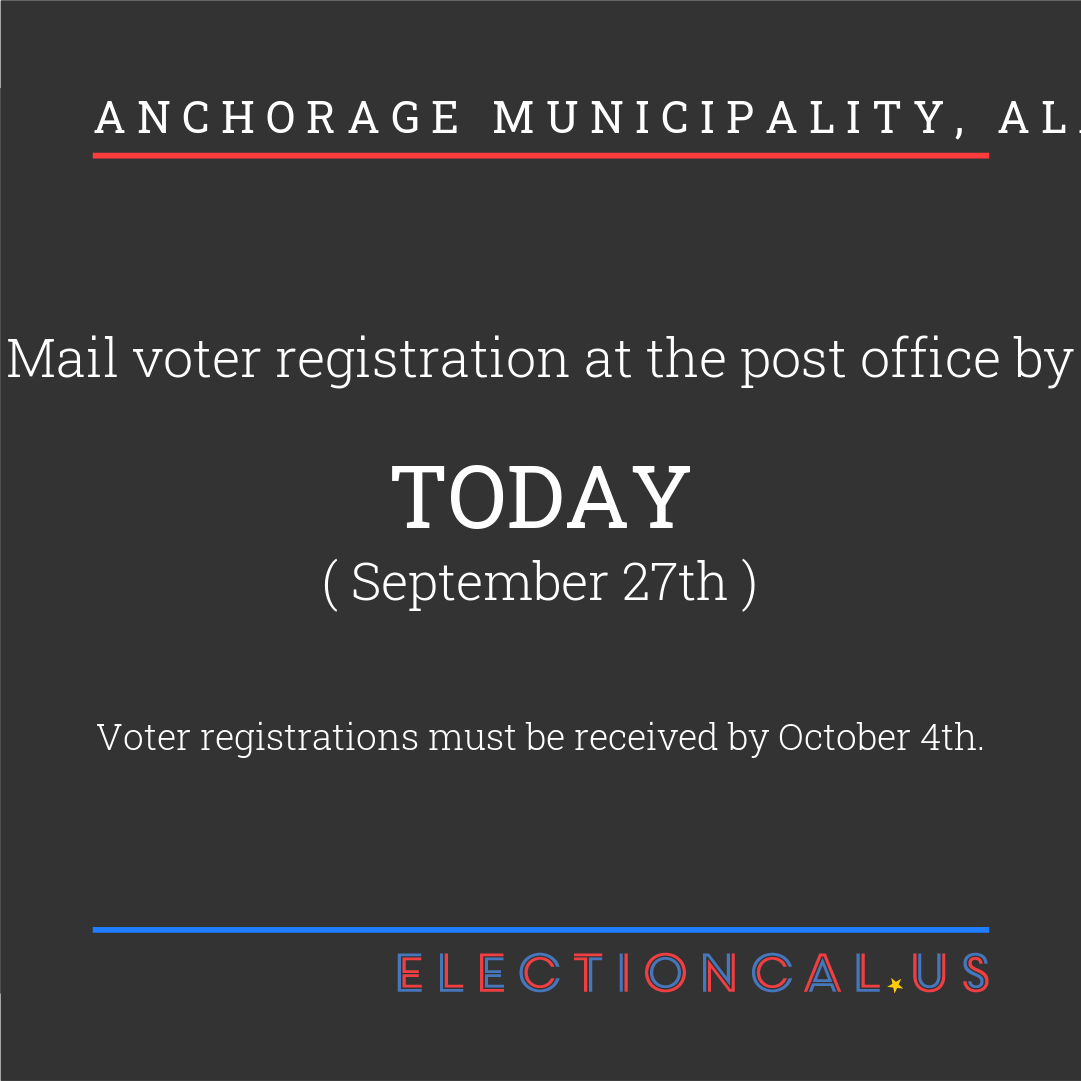 ANCHORAGE MUNICIPALITY, AL
Mail voter registration at the post office by
TODAY
( September 27th )
Voter registrations must be received by October 4th.
ELECTIONCAL.US